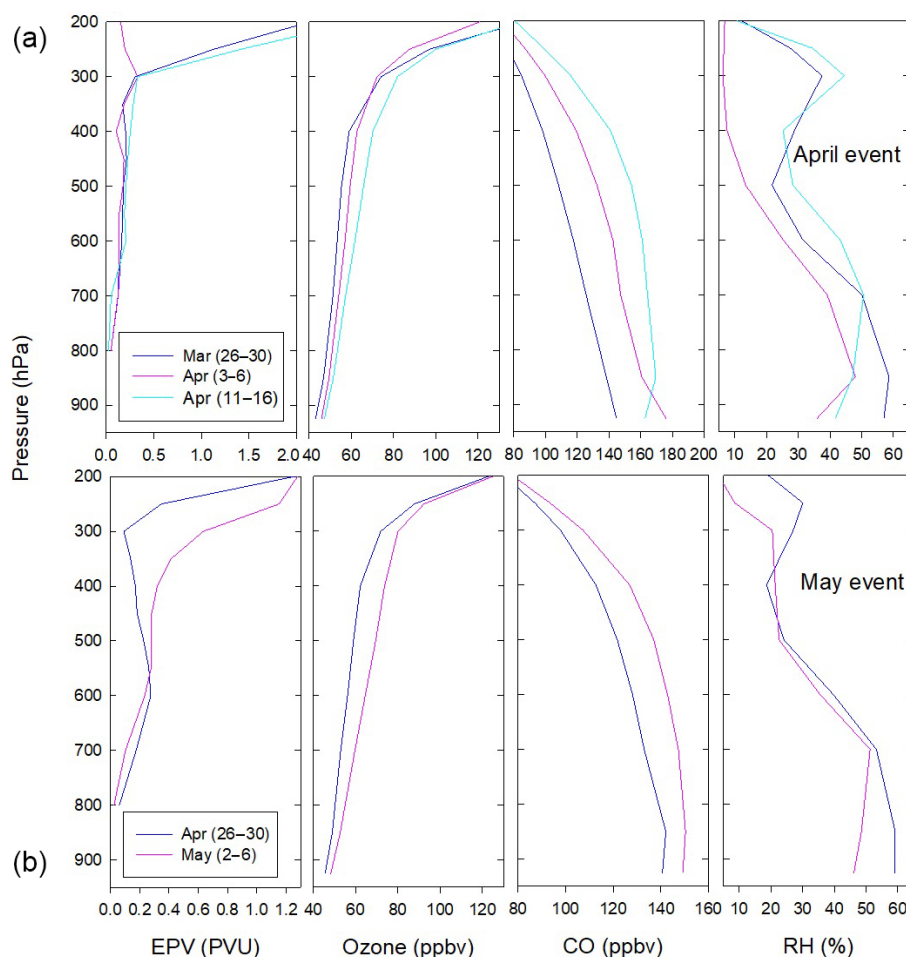 (a)
200
300
400
500
600
700
800
900
Mar (26–30)
Apr (3–6)
Apr (11–16)
April event
0.0 0.5 1.0 1.5 2.0
40 60 80 100 120
80 100 120 140 160 180 200
10 20 30 40 50 60
Pressure (hPa)
200
300
400
500
600
700
800
900
May event
Apr (26–30)
May (2–6)
(b)
0.0 0.2 0.4 0.6 0.8 1.0 1.2
40 60 80 100 120
80 100 120 140 160
10 20 30 40 50 60
EPV (PVU) Ozone (ppbv) CO (ppbv) RH (%)